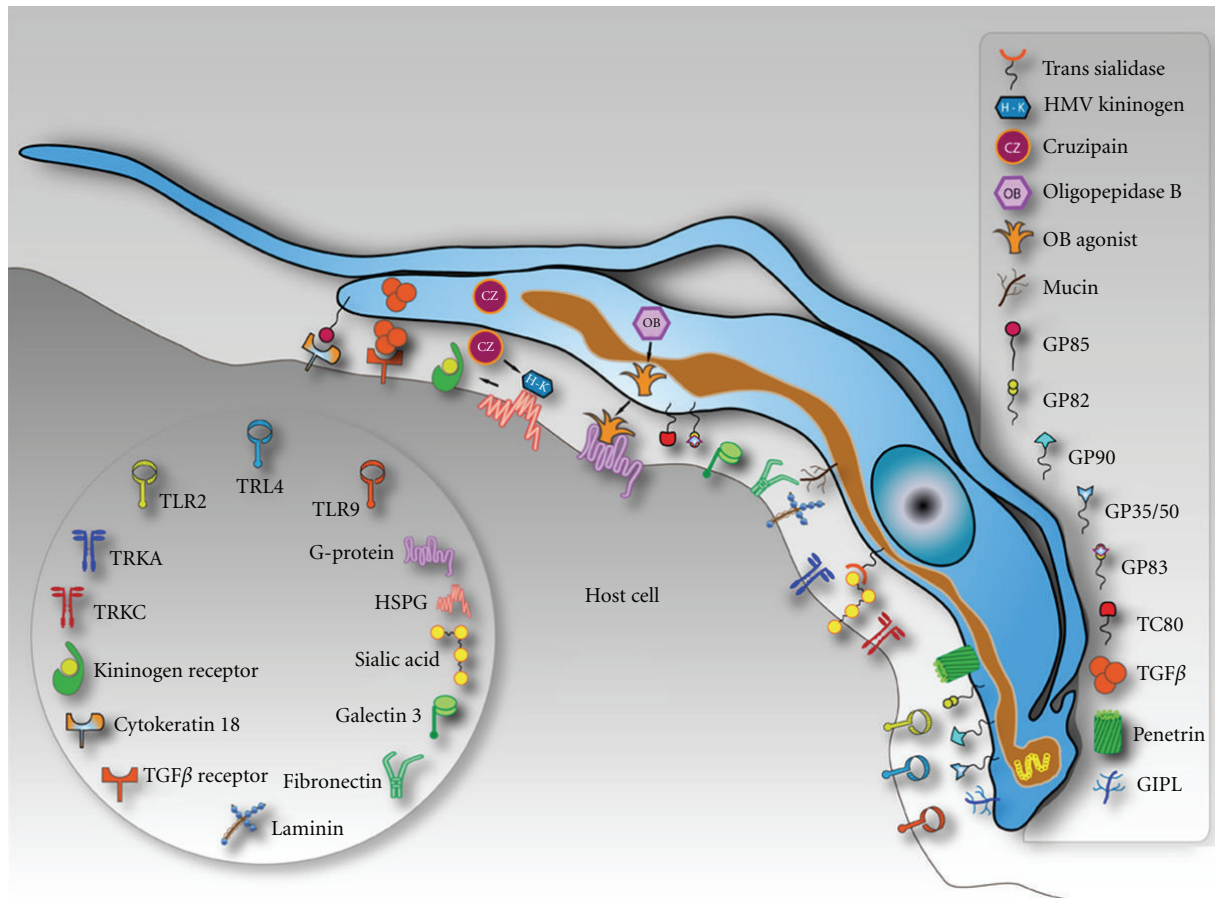 Trans sialidase
H-K
HMV kininogen
CZ
Cruzipain
OB
Oligopepidase B
OB agonist
Mucin
GP85
GP82
GP90
GP35/50
GP83
TC80
TGFβ
Penetrin
GIPL
CZ
CZ
H-K
OB
Host cell
TRL4
TLR2
TLR9
TRKA
G-protein
TRKC
HSPG
Sialic acid
Kininogen receptor
Galectin 3
Cytokeratin 18
TGFβ receptor
Fibronectin
Laminin